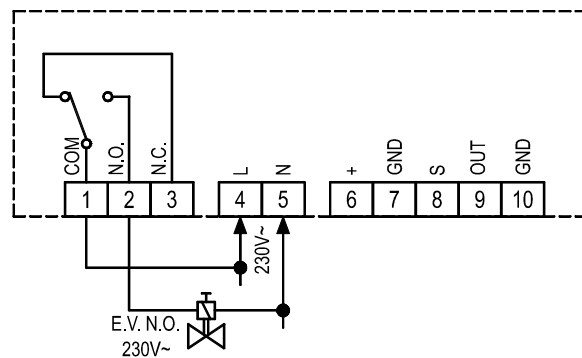 COM N.O. N.C. L N + GND S OUT GND
1 2 3 4 5 6 7 8 9 10
230V~
E.V. N.O.
230V~